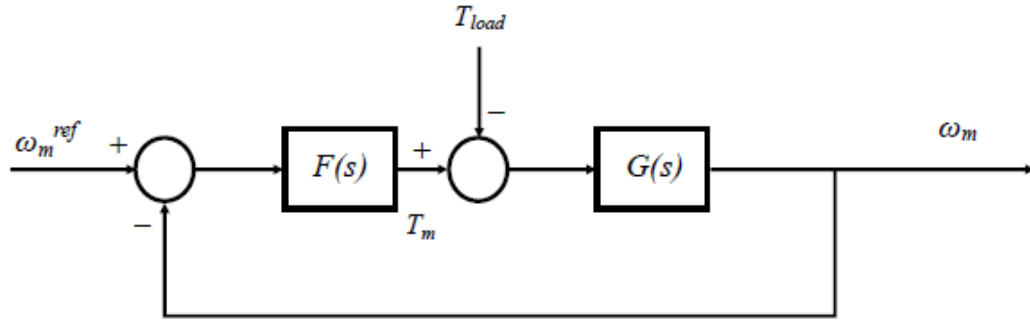 T_load
−
ω_m^ref
+
F(s)
+
G(s)
ω_m
−
T_m